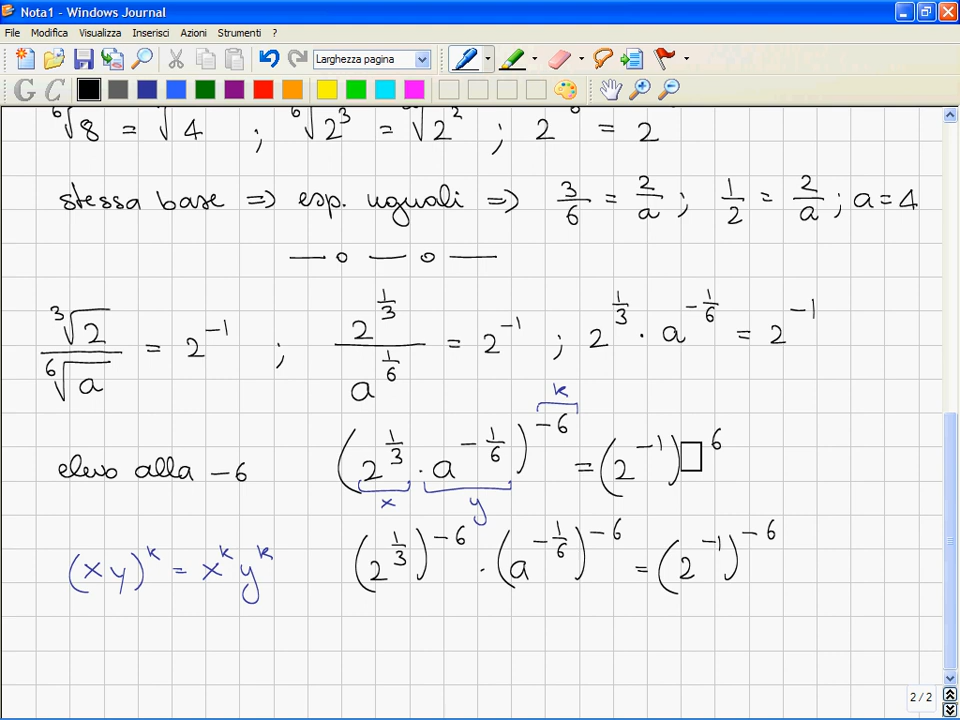 Nota1 - Windows Journal
File Modifica Visualizza Inserisci Azioni Strumenti ?
Larghezza pagina
G C
⁶√8 = √4 ; ⁶√2³ = √2² ; 2 = 2
stessa base => esp. uguali => 3/6 = 2/a ; 1/2 = 2/a ; a = 4
³√2 / ⁶√a = 2^-1 ; 2^(1/3) / a^(1/6) = 2^-1 ; 2^(1/3) · a^(-1/6) = 2^-1
k
elevo alla -6 (2^(1/3) · a^(-1/6))^-6 = (2^-1)□^6
x y
(xy)^k = x^k y^k (2^(1/3))^-6 · (a^(-1/6))^-6 = (2^-1)^-6
2 / 2